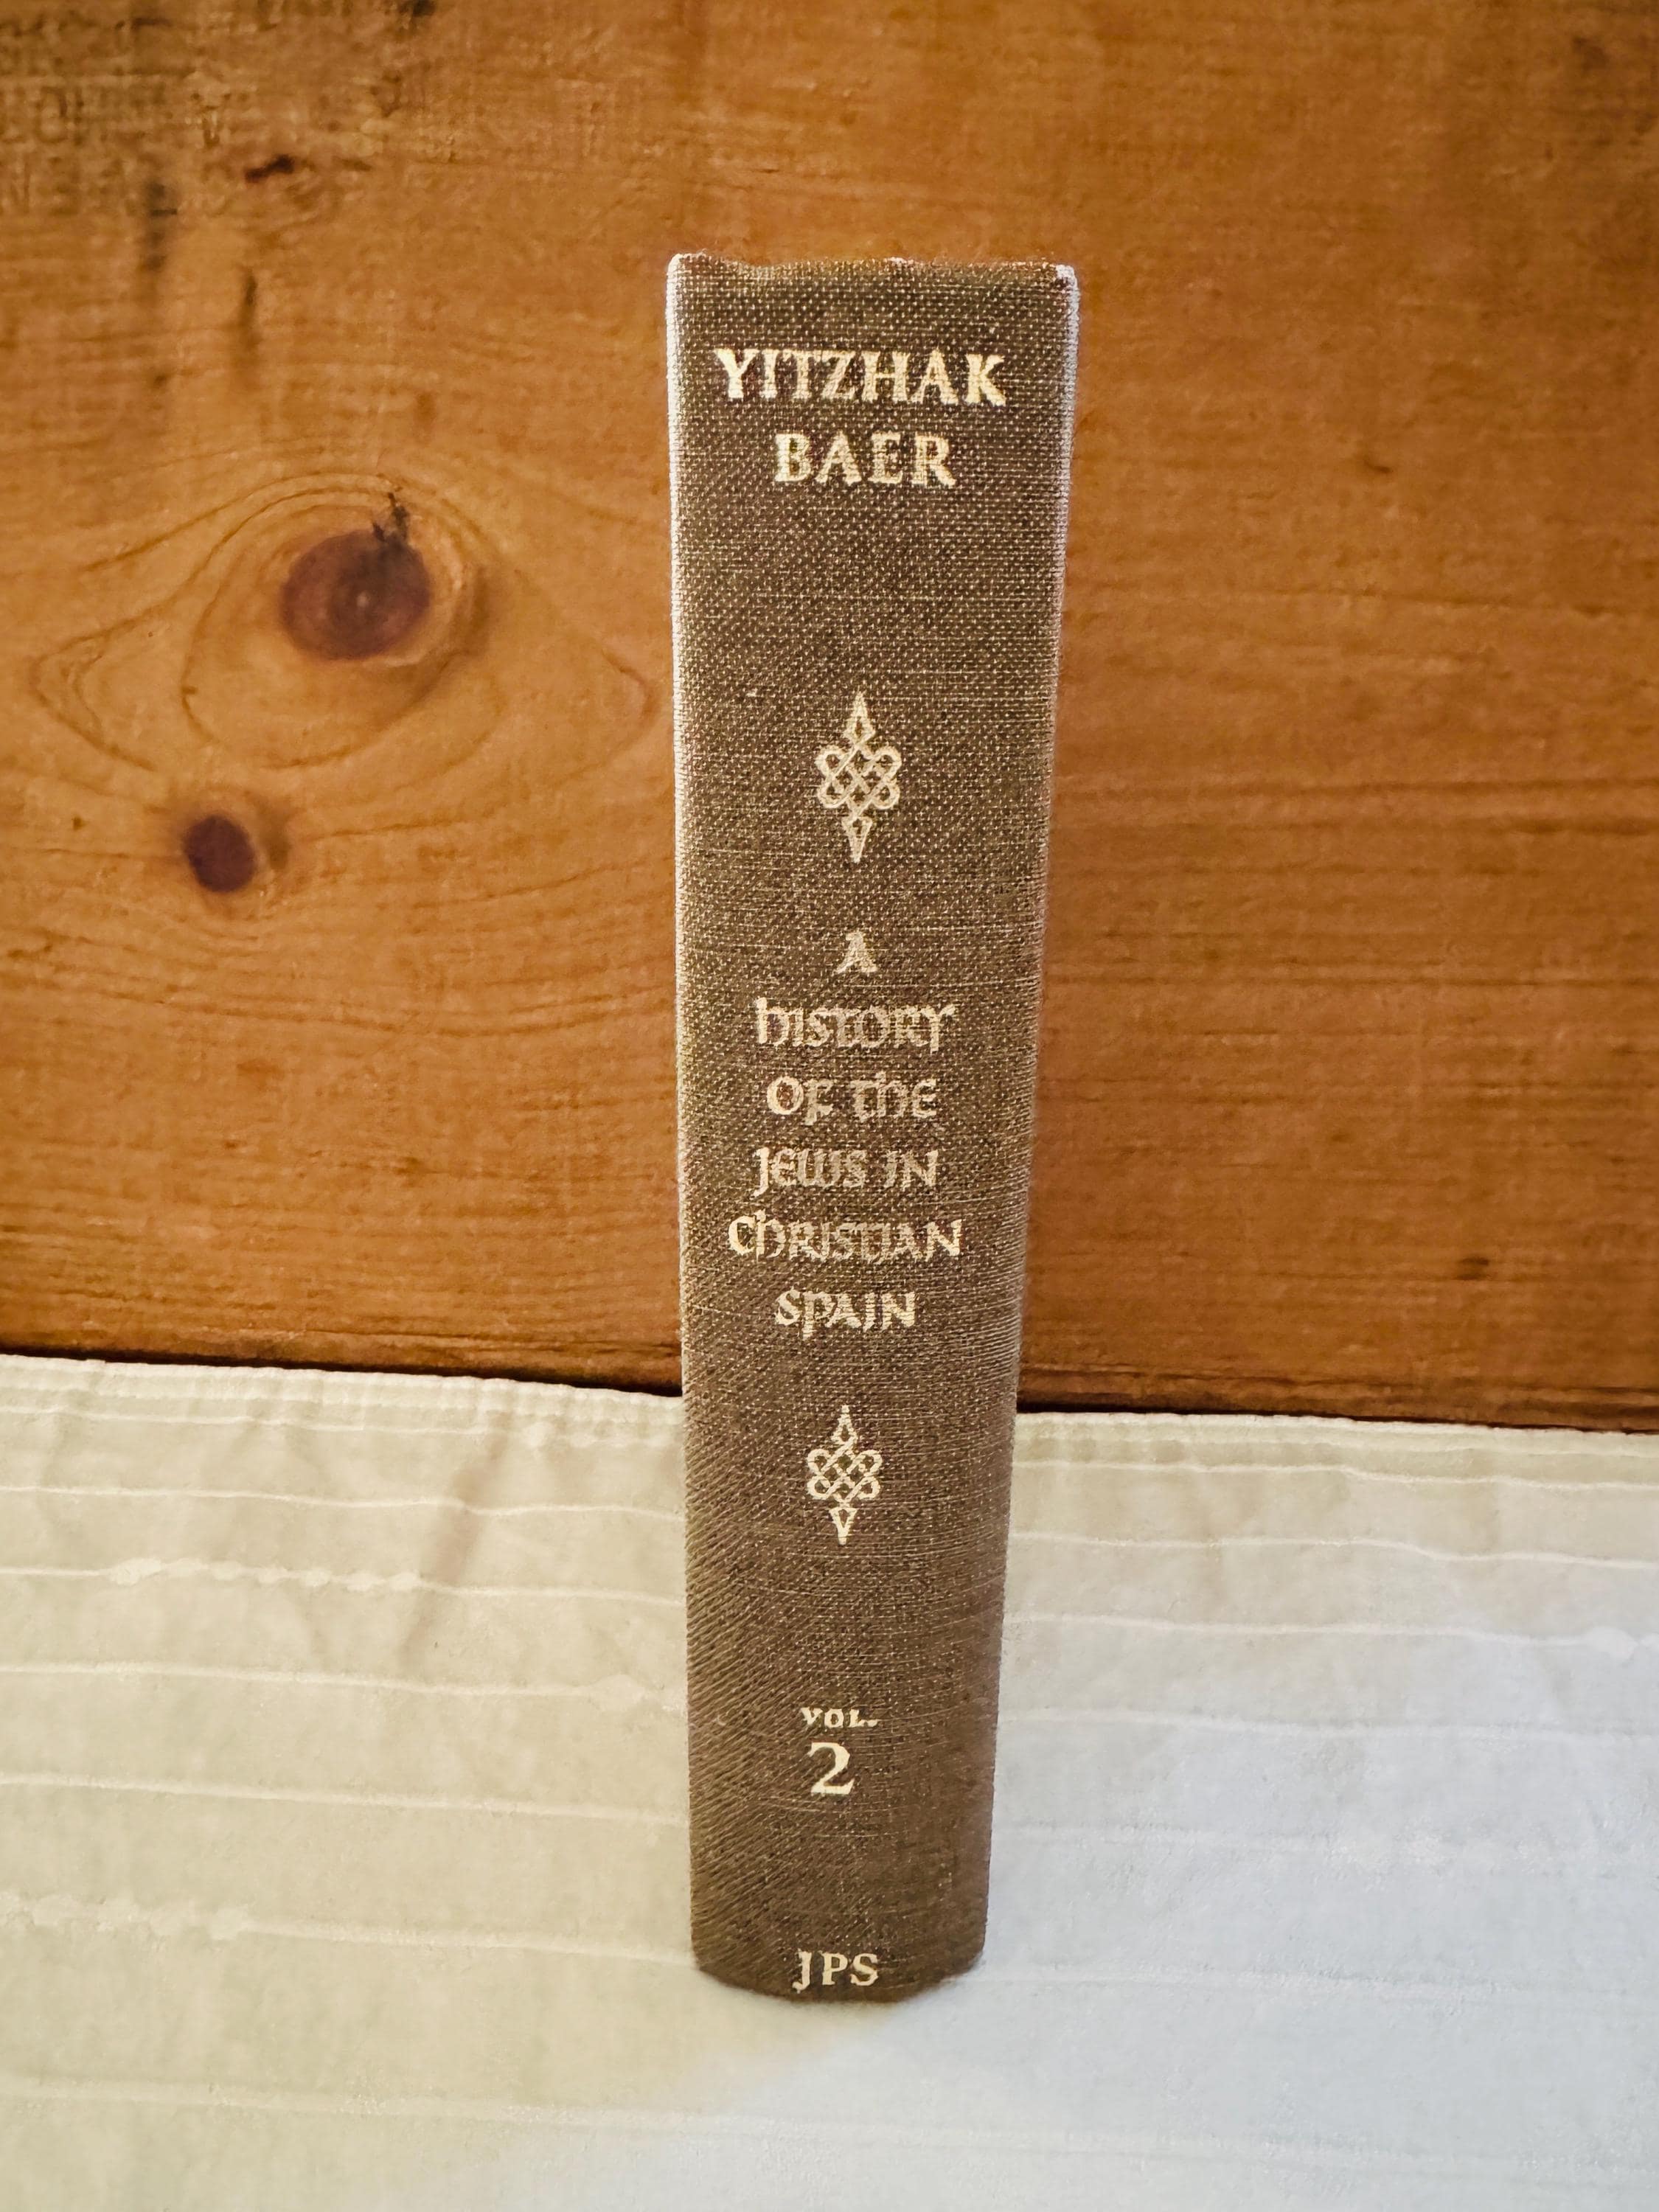 YITZHAK
BAER
A
HISTORY
OF THE
JEWS IN
CHRISTIAN
SPAIN
VOL.
2
JPS